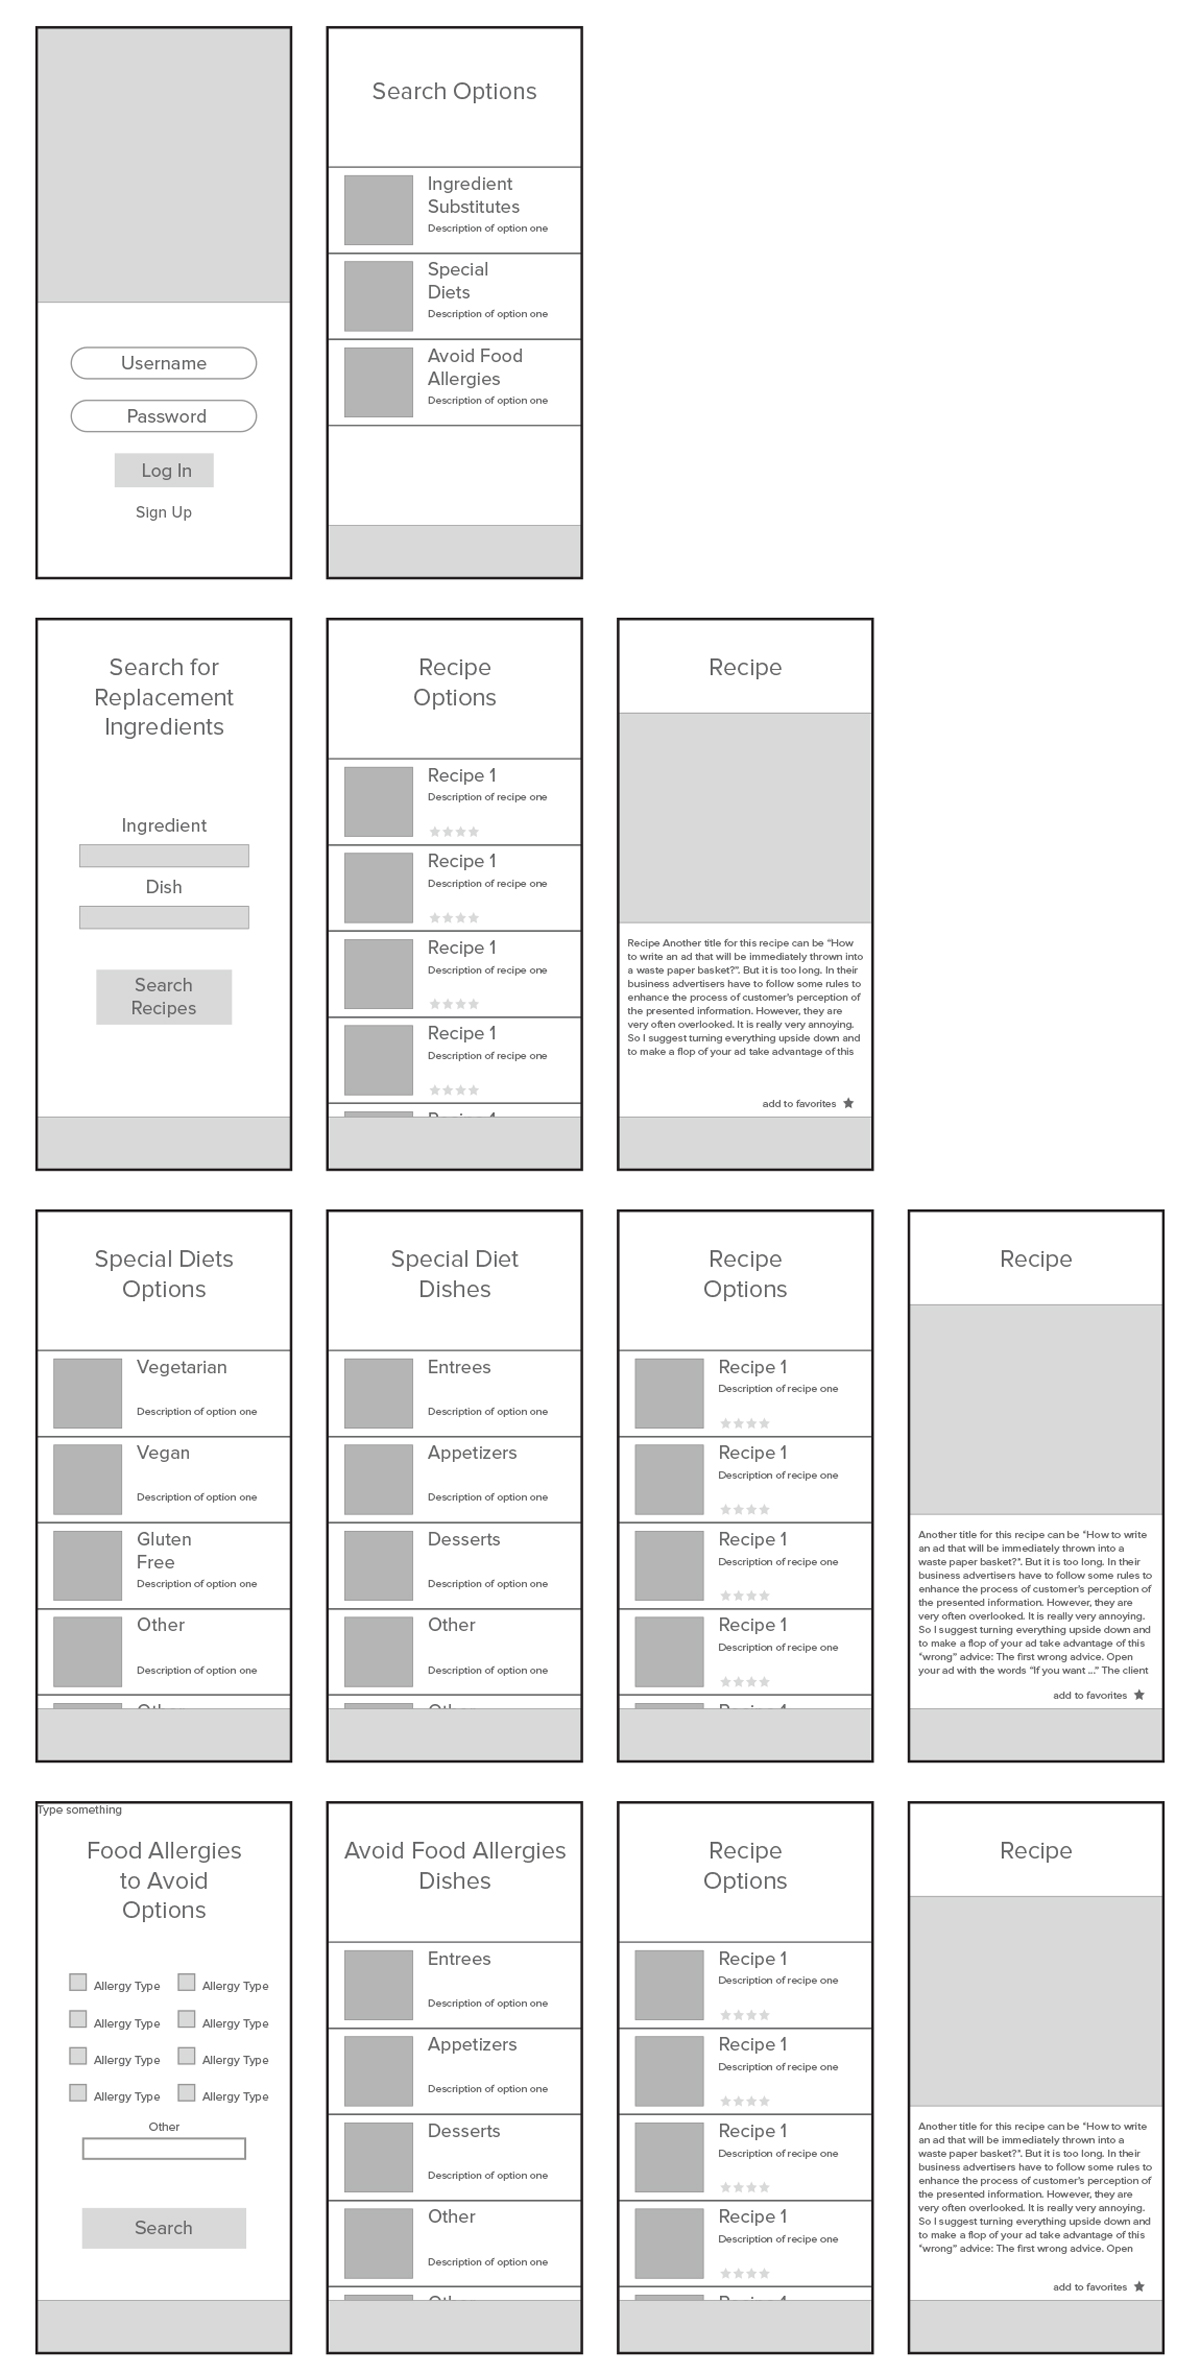 Username
Password
Log In
Sign Up
Search Options
Ingredient
Substitutes
Description of option one
Special
Diets
Description of option one
Avoid Food
Allergies
Description of option one
Search for
Replacement
Ingredients
Ingredient
Dish
Search
Recipes
Recipe
Options
Recipe 1
Description of recipe one
Recipe 1
Description of recipe one
Recipe 1
Description of recipe one
Recipe 1
Description of recipe one
Recipe 1
Recipe
Recipe Another title for this recipe can be “How
to write an ad that will be immediately thrown into
a waste paper basket?”. But it is too long. In their
business advertisers have to follow some rules to
enhance the process of customer's perception of
the presented information. However, they are
very often overlooked. It is really very annoying.
So I suggest turning everything upside down and
to make a flop of your ad take advantage of this
add to favorites
Special Diets
Options
Vegetarian
Description of option one
Vegan
Description of option one
Gluten
Free
Description of option one
Other
Description of option one
Other
Special Diet
Dishes
Entrees
Description of option one
Appetizers
Description of option one
Desserts
Description of option one
Other
Description of option one
Other
Recipe
Options
Recipe 1
Description of recipe one
Recipe 1
Description of recipe one
Recipe 1
Description of recipe one
Recipe 1
Description of recipe one
Recipe 1
Recipe
Another title for this recipe can be “How to write
an ad that will be immediately thrown into a
waste paper basket?”. But it is too long. In their
business advertisers have to follow some rules to
enhance the process of customer's perception of
the presented information. However, they are
very often overlooked. It is really very annoying.
So I suggest turning everything upside down and
to make a flop of your ad take advantage of this
“wrong” advice: The first wrong advice. Open
your ad with the words “If you want ...” The client
add to favorites
Type something
Food Allergies
to Avoid
Options
Allergy Type Allergy Type
Allergy Type Allergy Type
Allergy Type Allergy Type
Allergy Type Allergy Type
Other
Search
Avoid Food Allergies
Dishes
Entrees
Description of option one
Appetizers
Description of option one
Desserts
Description of option one
Other
Description of option one
Other
Recipe
Options
Recipe 1
Description of recipe one
Recipe 1
Description of recipe one
Recipe 1
Description of recipe one
Recipe 1
Description of recipe one
Recipe 1
Recipe
Another title for this recipe can be “How to write
an ad that will be immediately thrown into a
waste paper basket?”. But it is too long. In their
business advertisers have to follow some rules to
enhance the process of customer's perception of
the presented information. However, they are
very often overlooked. It is really very annoying.
So I suggest turning everything upside down and
to make a flop of your ad take advantage of this
“wrong” advice: The first wrong advice. Open
add to favorites